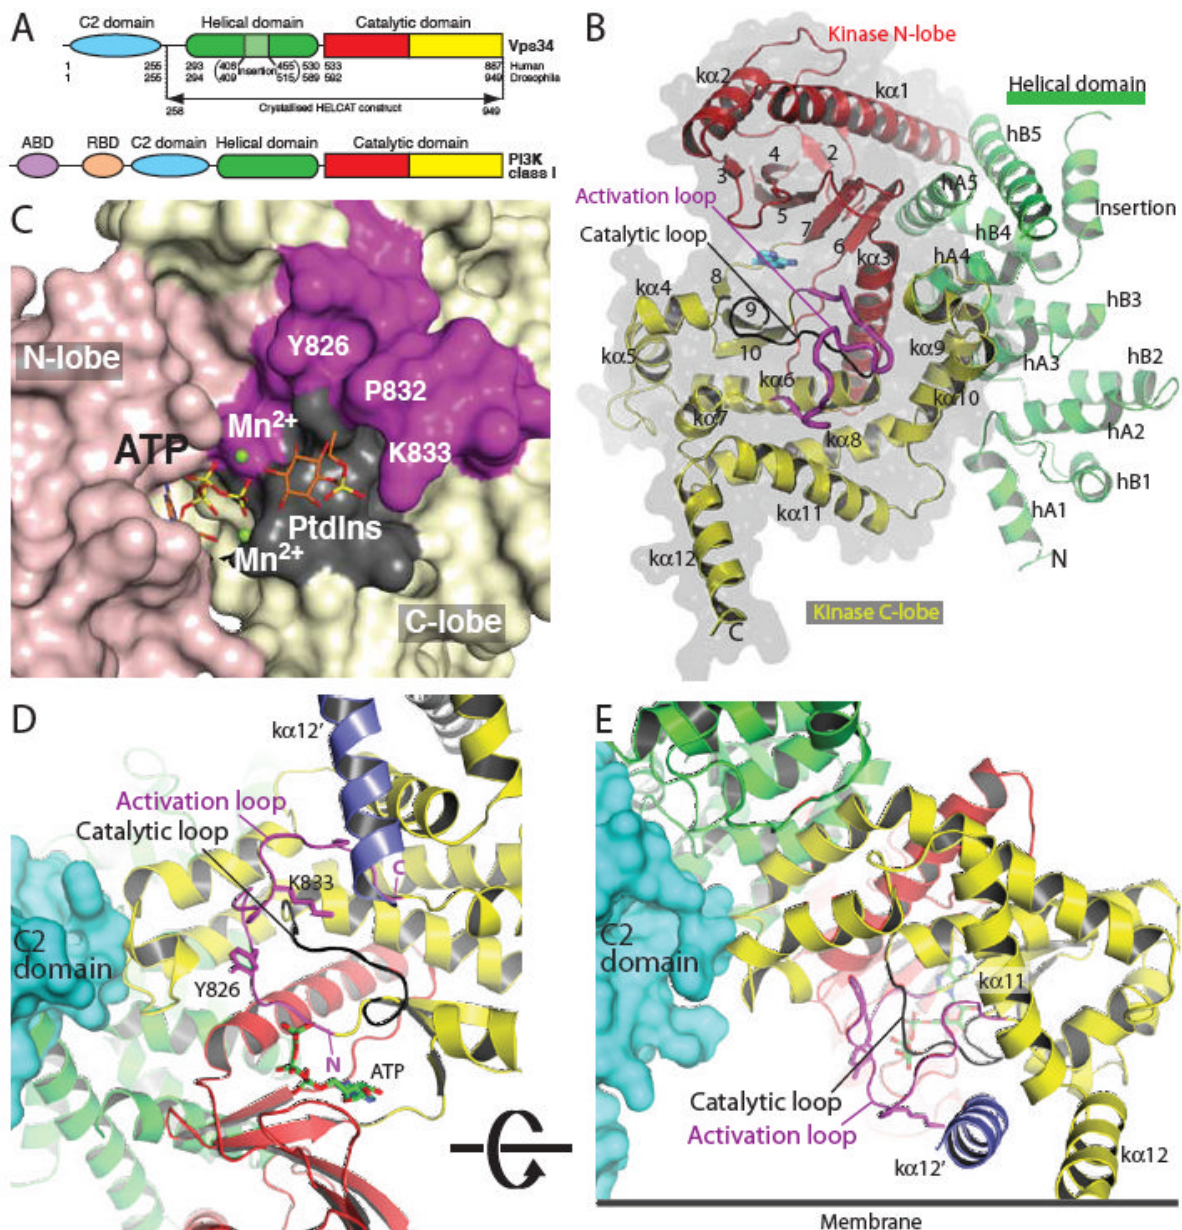 A
C2 domain
Helical domain
Catalytic domain
Vps34
1 255 293 (408 455) 530 533 887 Human
1 255 294 (409 Insertion 515) 589 592 949 Drosophila
Crystallised HELCAT construct
258 949
ABD RBD C2 domain Helical domain Catalytic domain
PI3K
class I
B
Kinase N-lobe
kα2
kα1
Helical domain
hB5
4
2
3
hA5
Activation loop
5
Insertion
7
hB4
Catalytic loop
6
kα3
hA4
8
kα4
9
hB3
kα5
10
kα9
hA3
hB2
kα6
kα10
kα7
hA2
kα8
hB1
kα11
hA1
kα12
N
C
Kinase C-lobe
C
Y826
N-lobe
P832
Mn2+
ATP
K833
PtdIns
Mn2+
C-lobe
D
kα12'
Activation loop
Catalytic loop
K833
C
C2
domain
Y826
N
ATP
E
C2
domain
kα11
Catalytic loop
Activation loop
kα12'
kα12
Membrane